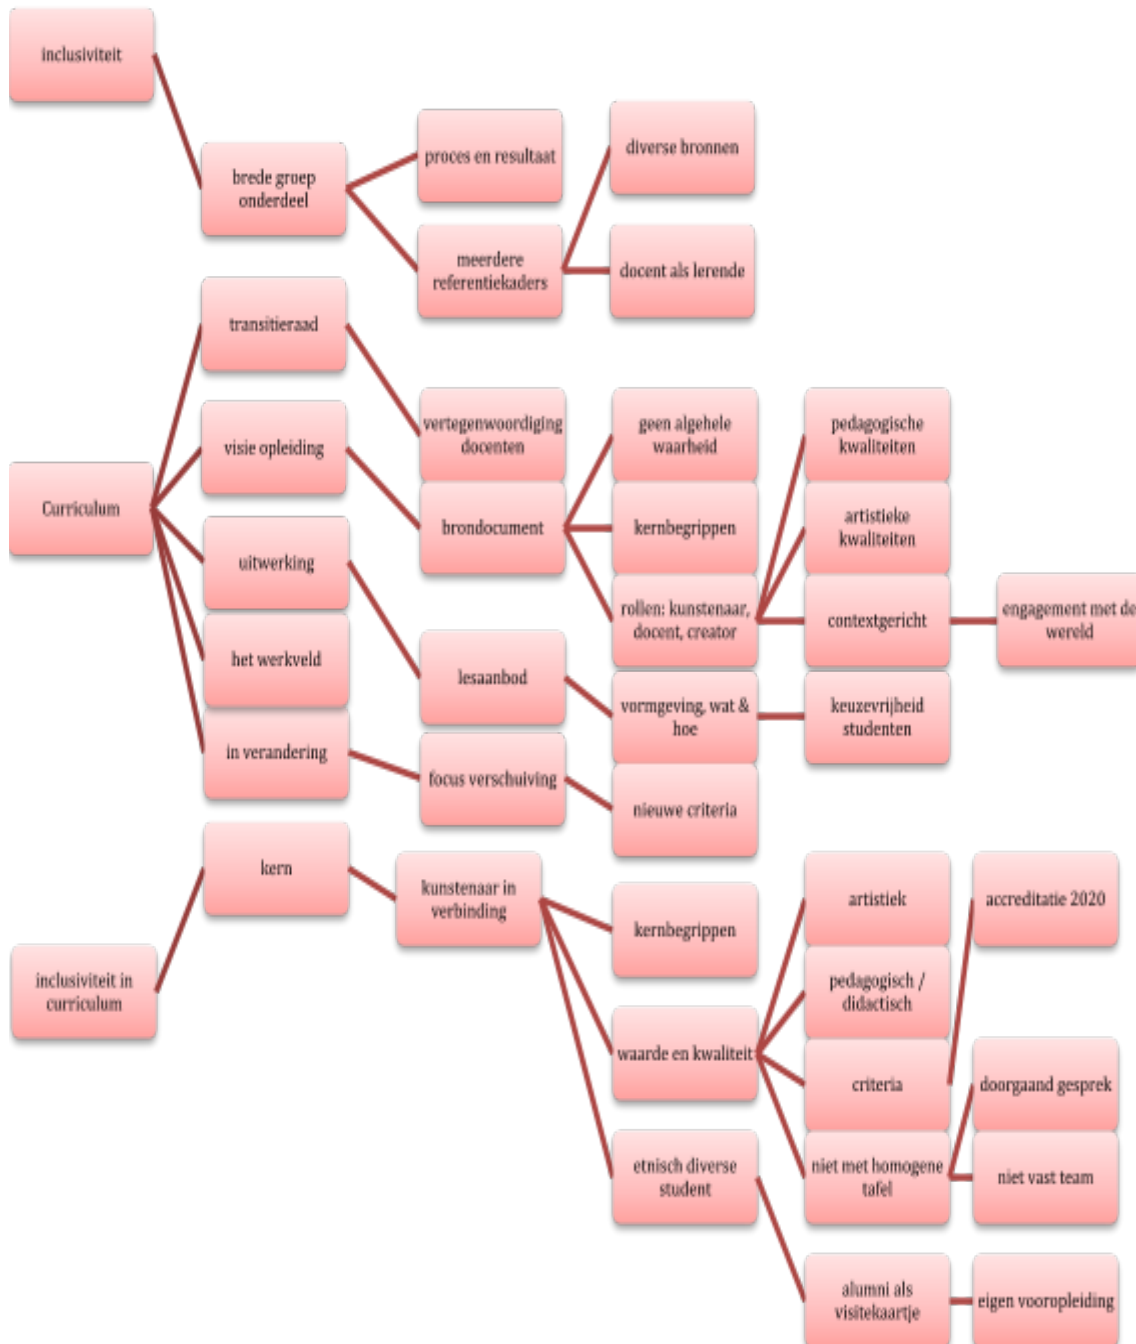 inclusiviteit
brede groep
onderdeel
proces en resultaat
meerdere
referentiekaders
diverse bronnen
docent als lerende
Curriculum
transitieraad
visie opleiding
uitwerking
het werkveld
in verandering
vertegenwoordiging
docenten
brondocument
lesaanbod
focus verschuiving
geen algehele
waarheid
kernbegrippen
rollen: kunstenaar,
docent, creator
vormgeving, wat &
hoe
nieuwe criteria
pedagogische
kwaliteiten
artistieke
kwaliteiten
contextgericht
keuzevrijheid
studenten
engagement met de
wereld
inclusiviteit in
curriculum
kern
kunstenaar in
verbinding
kernbegrippen
waarde en kwaliteit
etnisch diverse
student
artistiek
pedagogisch /
didactisch
criteria
niet met homogene
tafel
alumni als
visitekaartje
accreditatie 2020
doorgaand gesprek
niet vast team
eigen vooropleiding